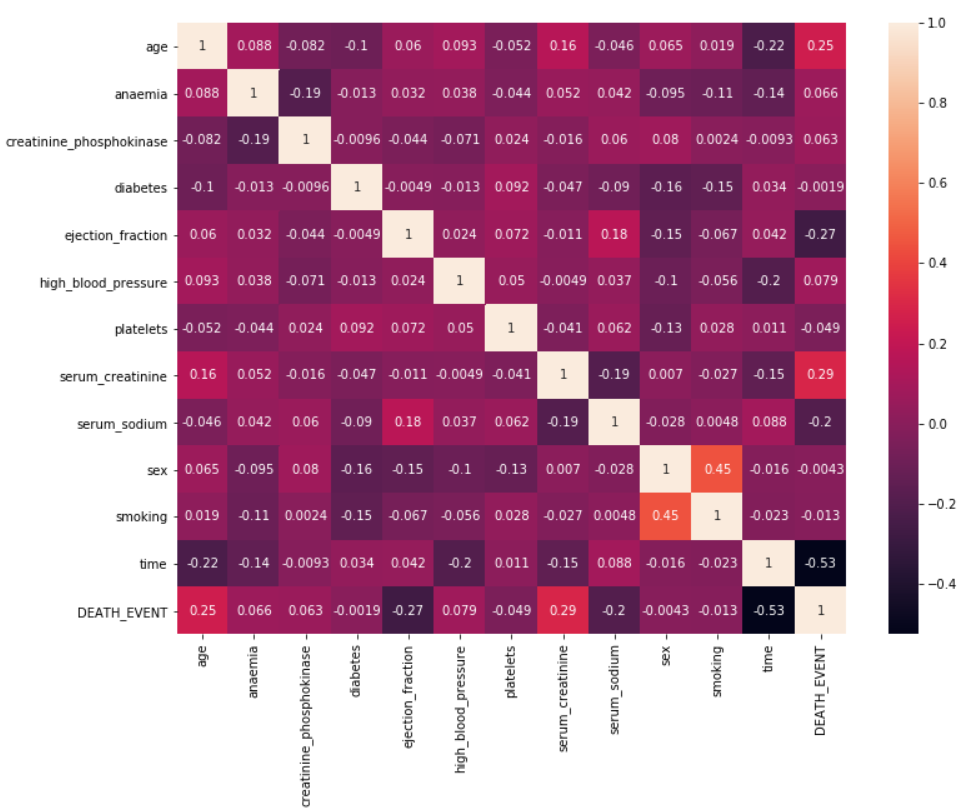 age 1 0.088 -0.082 -0.1 0.06 0.093 -0.052 0.16 -0.046 0.065 0.019 -0.22 0.25
anaemia 0.088 1 -0.19 -0.013 0.032 0.038 -0.044 0.052 0.042 -0.095 -0.11 -0.14 0.066
creatinine_phosphokinase -0.082 -0.19 1 -0.0096 -0.044 -0.071 0.024 -0.016 0.06 0.08 0.0024 -0.0093 0.063
diabetes -0.1 -0.013 -0.0096 1 -0.0049 -0.013 0.092 -0.047 -0.09 -0.16 -0.15 0.034 -0.0019
ejection_fraction 0.06 0.032 -0.044 -0.0049 1 0.024 0.072 -0.011 0.18 -0.15 -0.067 0.042 -0.27
high_blood_pressure 0.093 0.038 -0.071 -0.013 0.024 1 0.05 -0.0049 0.037 -0.1 -0.056 -0.2 0.079
platelets -0.052 -0.044 0.024 0.092 0.072 0.05 1 -0.041 0.062 -0.13 0.028 0.011 -0.049
serum_creatinine 0.16 0.052 -0.016 -0.047 -0.011 -0.0049 -0.041 1 -0.19 0.007 -0.027 -0.15 0.29
serum_sodium -0.046 0.042 0.06 -0.09 0.18 0.037 0.062 -0.19 1 -0.028 0.0048 0.088 -0.2
sex 0.065 -0.095 0.08 -0.16 -0.15 -0.1 -0.13 0.007 -0.028 1 0.45 -0.016 -0.0043
smoking 0.019 -0.11 0.0024 -0.15 -0.067 -0.056 0.028 -0.027 0.0048 0.45 1 -0.023 -0.013
time -0.22 -0.14 -0.0093 0.034 0.042 -0.2 0.011 -0.15 0.088 -0.016 -0.023 1 -0.53
DEATH_EVENT 0.25 0.066 0.063 -0.0019 -0.27 0.079 -0.049 0.29 -0.2 -0.0043 -0.013 -0.53 1
age
anaemia
creatinine_phosphokinase
diabetes
ejection_fraction
high_blood_pressure
platelets
serum_creatinine
serum_sodium
sex
smoking
time
DEATH_EVENT
1.0
0.8
0.6
0.4
0.2
0.0
−0.2
−0.4